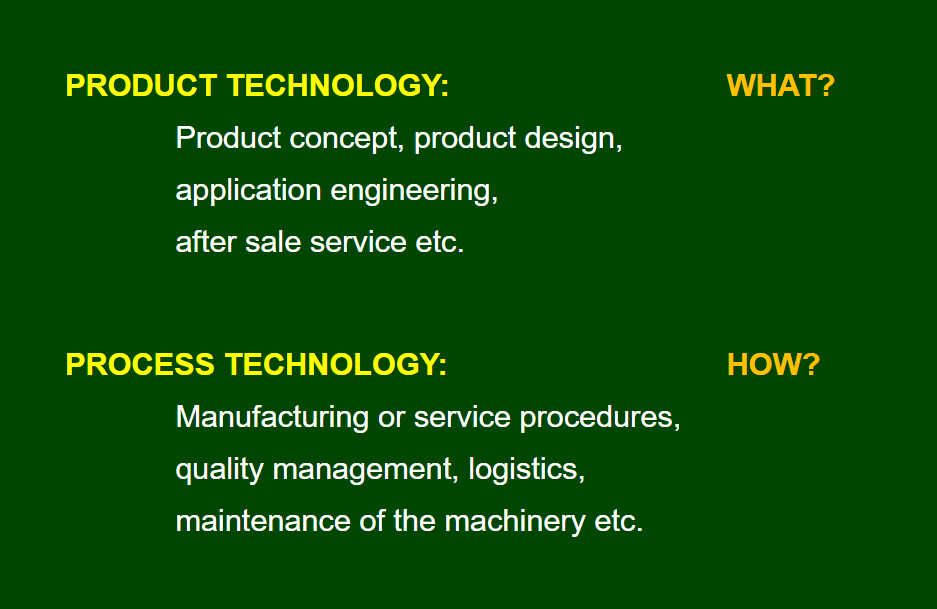 PRODUCT TECHNOLOGY: WHAT?
Product concept, product design,
application engineering,
after sale service etc.
PROCESS TECHNOLOGY: HOW?
Manufacturing or service procedures,
quality management, logistics,
maintenance of the machinery etc.